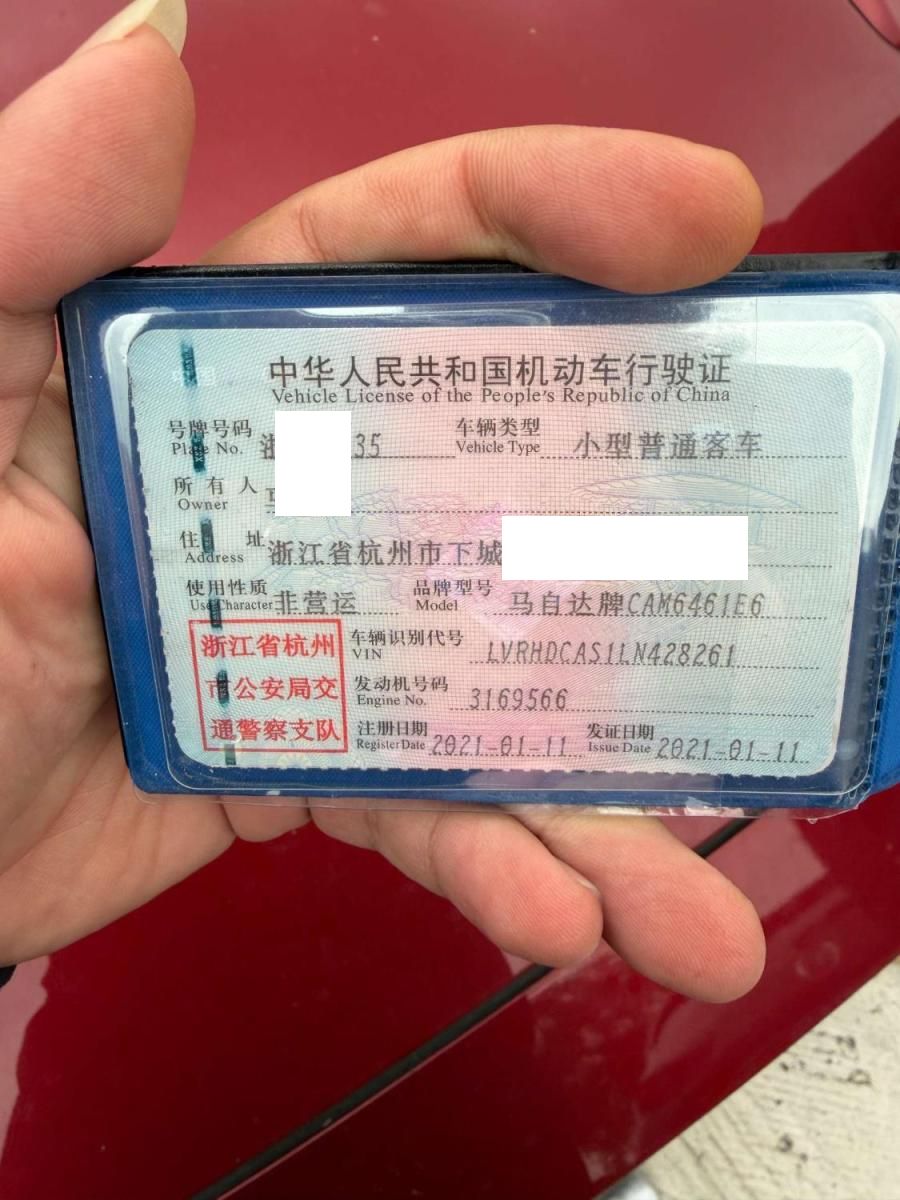 中华人民共和国机动车行驶证
Vehicle License of the People's Republic of China
号牌号码 浙 35 车辆类型 小型普通客车
Plate No. Vehicle Type
所有人
Owner
住址 浙江省杭州市下城
Address
使用性质 非营运 品牌型号 马自达牌CAM6461E6
Use Character Model
浙江省杭州
市公安局交
通警察支队
车辆识别代号 LVRHDCAS1LN428261
VIN
发动机号码 3169566
Engine No.
注册日期 2021-01-11 发证日期 2021-01-11
Register Date Issue Date